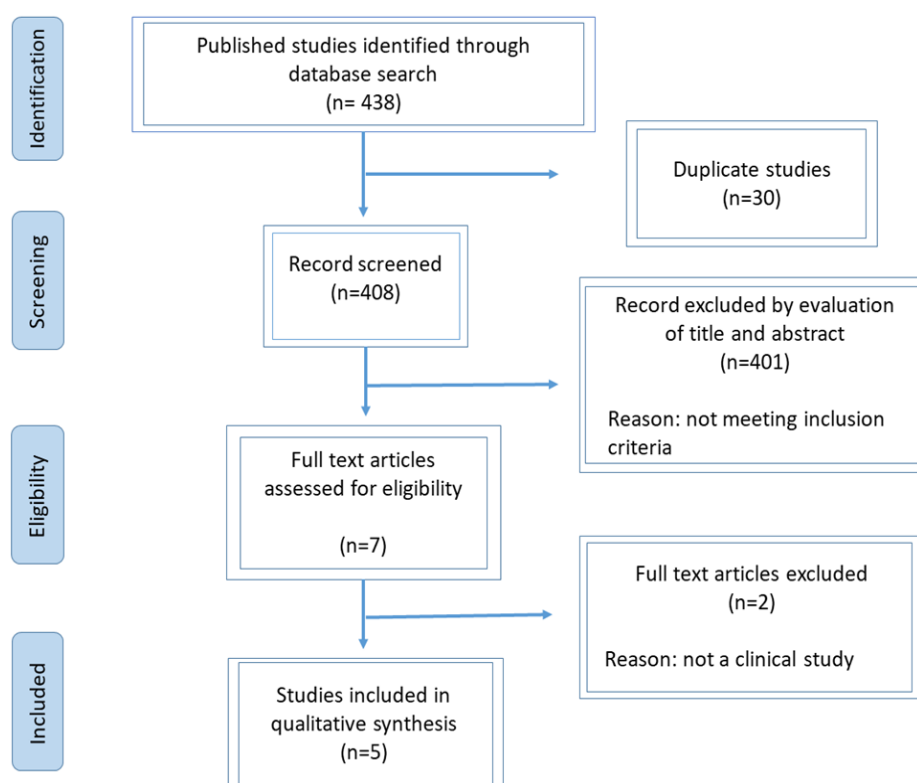 Identification
Published studies identified through
database search
(n= 438)
Duplicate studies
(n=30)
Screening
Record screened
(n=408)
Record excluded by evaluation
of title and abstract
(n=401)
Reason: not meeting inclusion
criteria
Eligibility
Full text articles
assessed for eligibility
(n=7)
Full text articles excluded
(n=2)
Reason: not a clinical study
Included
Studies included in
qualitative synthesis
(n=5)